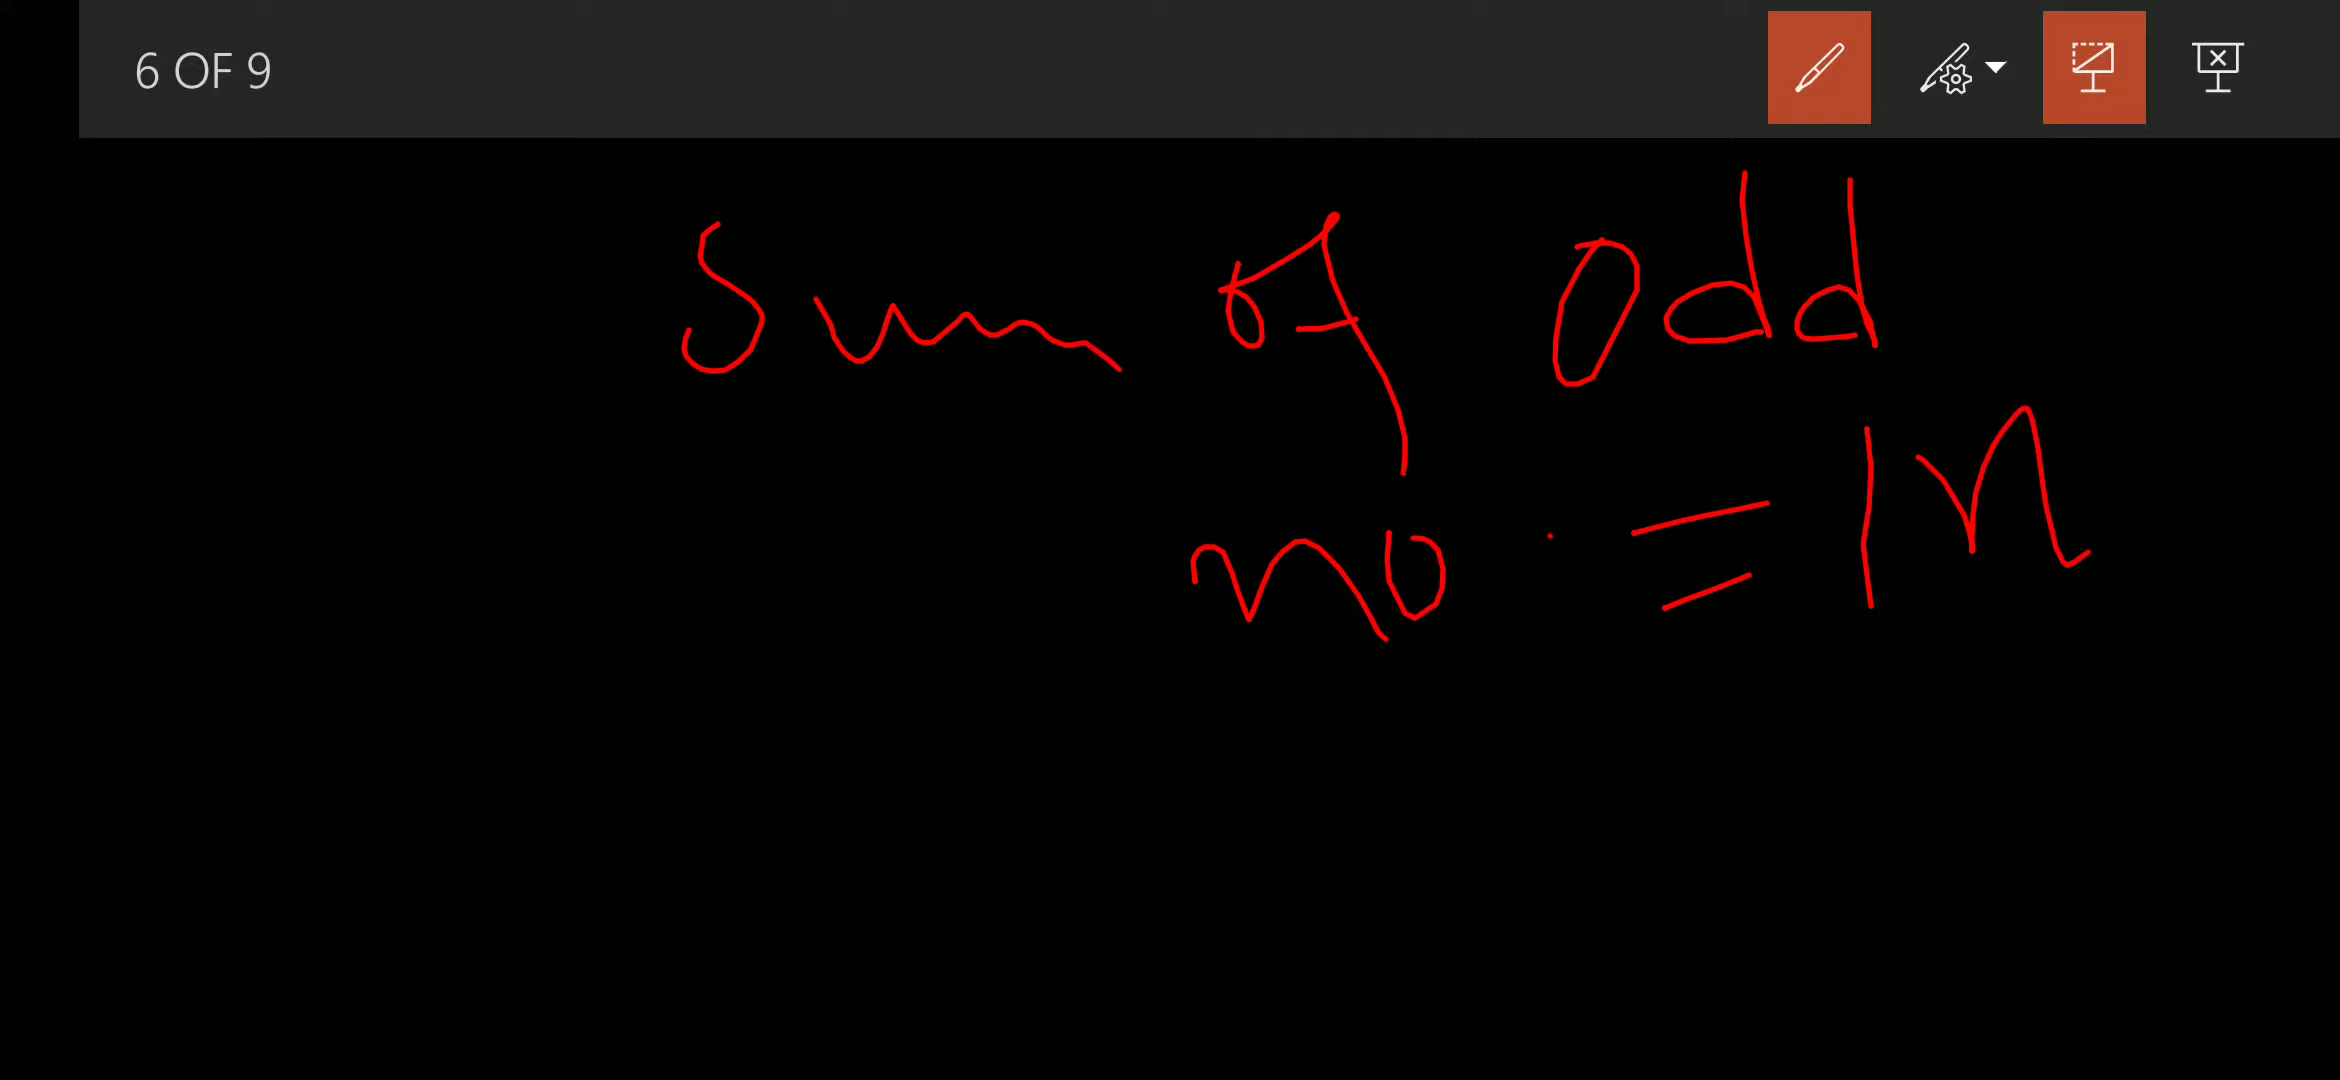 6 OF 9
Sum of odd
no. = 1n